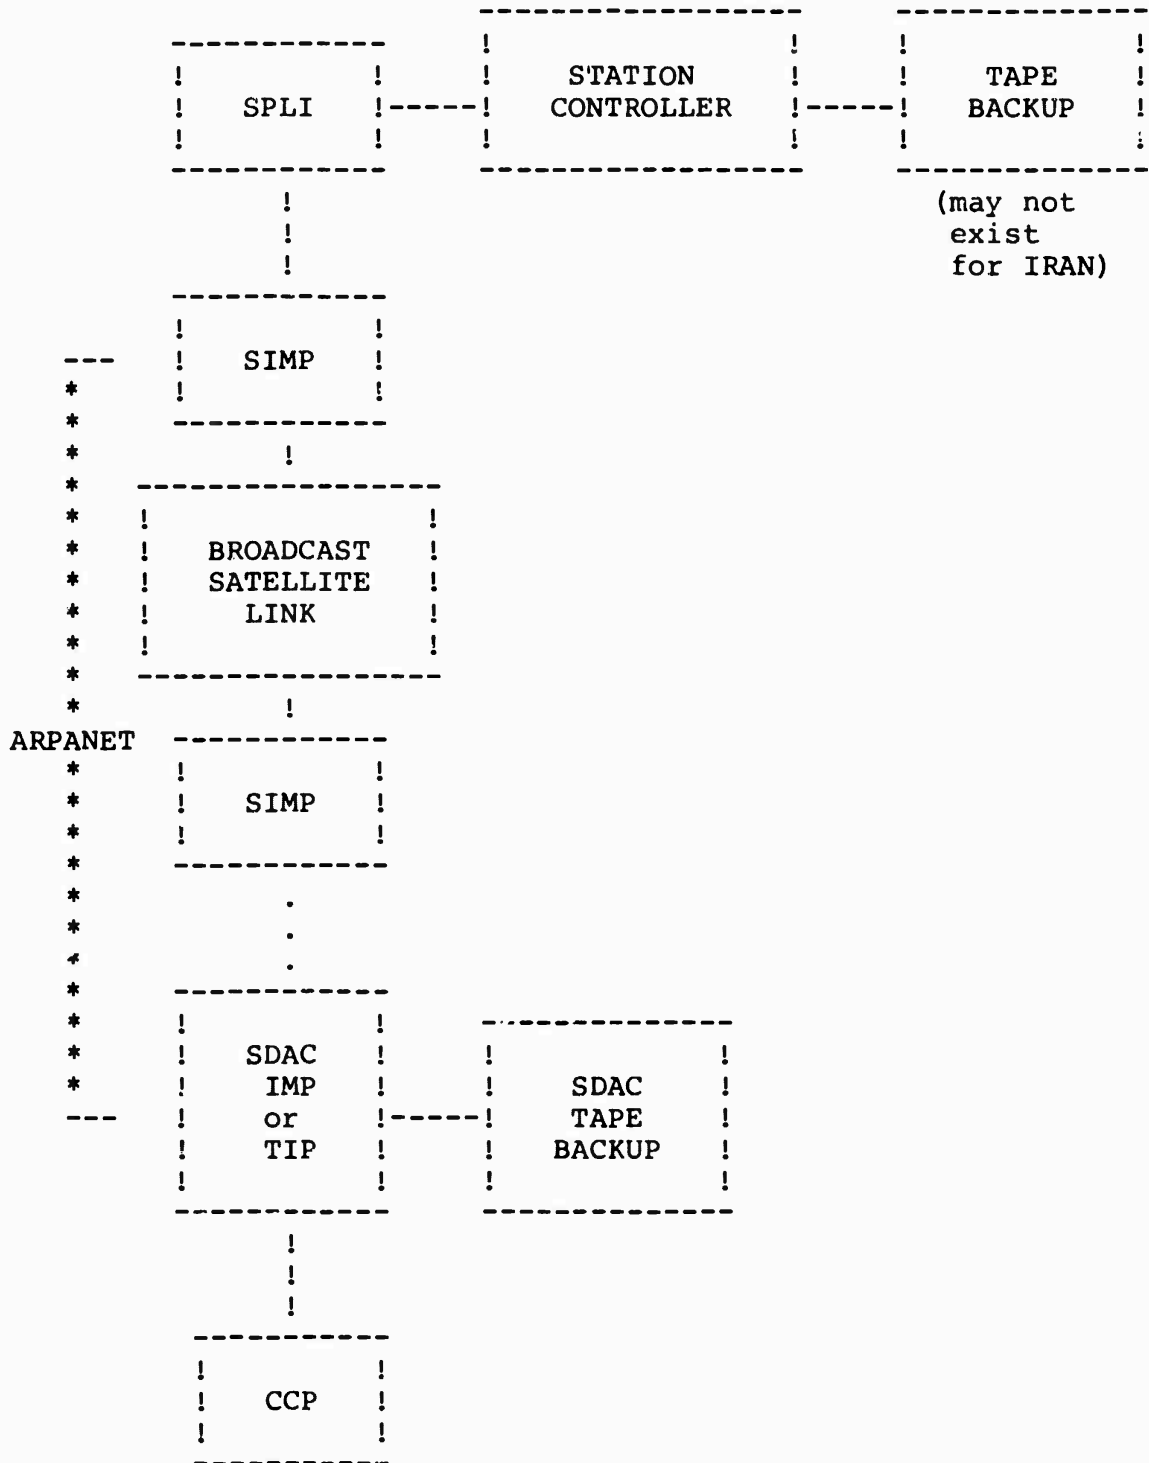 SPLI
STATION
CONTROLLER
TAPE
BACKUP
(may not
exist
for IRAN)
SIMP
BROADCAST
SATELLITE
LINK
ARPANET
SIMP
SDAC
IMP
or
TIP
SDAC
TAPE
BACKUP
CCP